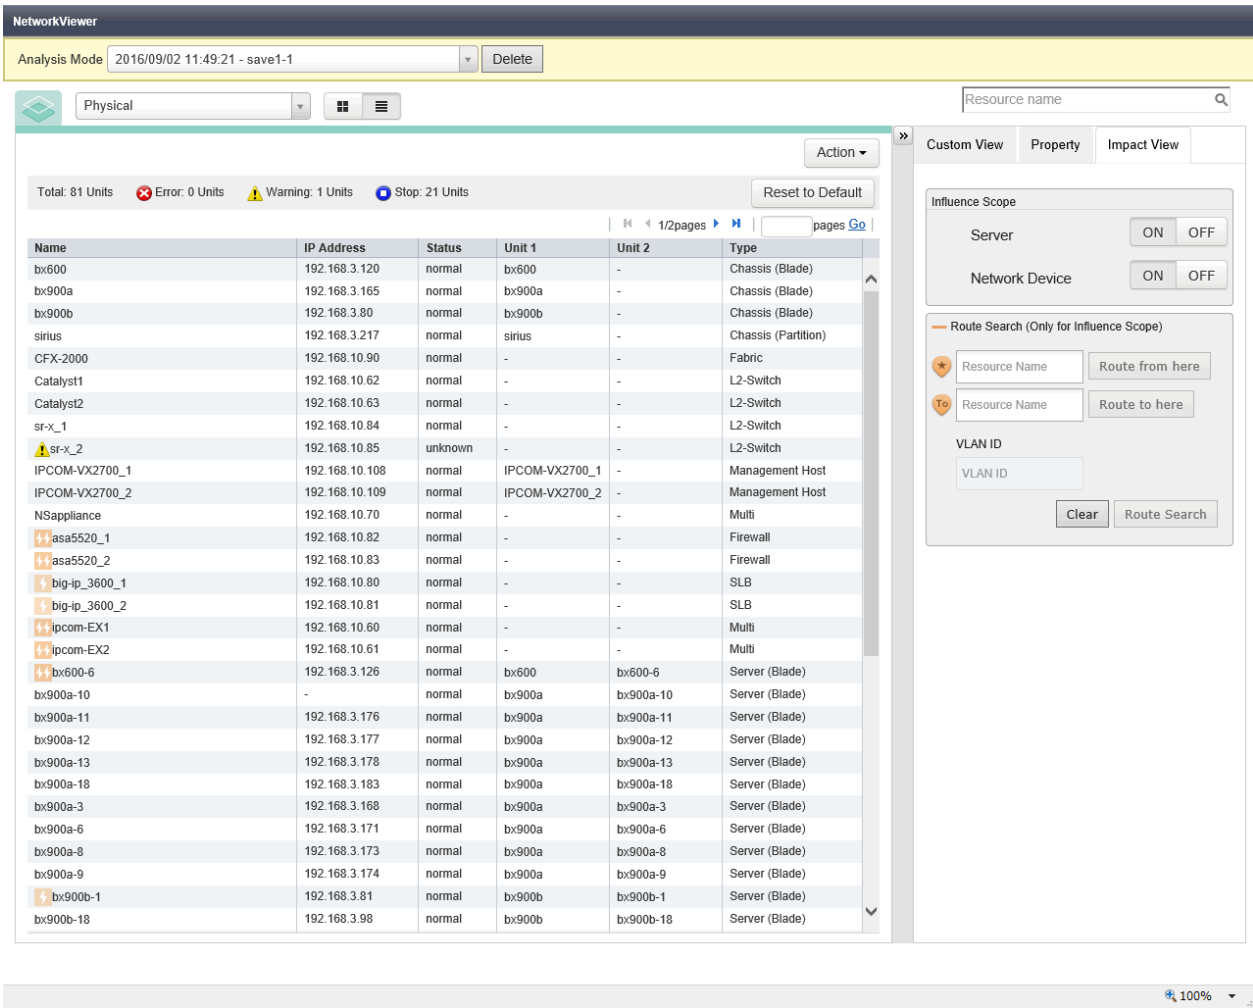 NetworkViewer
Analysis Mode 2016/09/02 11:49:21 - save1-1 Delete
Physical Resource name
Custom View Property Impact View
Action
Total: 81 Units Error: 0 Units Warning: 1 Units Stop: 21 Units Reset to Default
1/2pages pages Go
Name IP Address Status Unit 1 Unit 2 Type
bx600 192.168.3.120 normal bx600 - Chassis (Blade)
bx900a 192.168.3.165 normal bx900a - Chassis (Blade)
bx900b 192.168.3.80 normal bx900b - Chassis (Blade)
sirius 192.168.3.217 normal sirius - Chassis (Partition)
CFX-2000 192.168.10.90 normal - - Fabric
Catalyst1 192.168.10.62 normal - - L2-Switch
Catalyst2 192.168.10.63 normal - - L2-Switch
sr-x_1 192.168.10.84 normal - - L2-Switch
sr-x_2 192.168.10.85 unknown - - L2-Switch
IPCOM-VX2700_1 192.168.10.108 normal IPCOM-VX2700_1 - Management Host
IPCOM-VX2700_2 192.168.10.109 normal IPCOM-VX2700_2 - Management Host
NSappliance 192.168.10.70 normal - - Multi
asa5520_1 192.168.10.82 normal - - Firewall
asa5520_2 192.168.10.83 normal - - Firewall
big-ip_3600_1 192.168.10.80 normal - - SLB
big-ip_3600_2 192.168.10.81 normal - - SLB
ipcom-EX1 192.168.10.60 normal - - Multi
ipcom-EX2 192.168.10.61 normal - - Multi
bx600-6 192.168.3.126 normal bx600 bx600-6 Server (Blade)
bx900a-10 - normal bx900a bx900a-10 Server (Blade)
bx900a-11 192.168.3.176 normal bx900a bx900a-11 Server (Blade)
bx900a-12 192.168.3.177 normal bx900a bx900a-12 Server (Blade)
bx900a-13 192.168.3.178 normal bx900a bx900a-13 Server (Blade)
bx900a-18 192.168.3.183 normal bx900a bx900a-18 Server (Blade)
bx900a-3 192.168.3.168 normal bx900a bx900a-3 Server (Blade)
bx900a-6 192.168.3.171 normal bx900a bx900a-6 Server (Blade)
bx900a-8 192.168.3.173 normal bx900a bx900a-8 Server (Blade)
bx900a-9 192.168.3.174 normal bx900a bx900a-9 Server (Blade)
bx900b-1 192.168.3.81 normal bx900b bx900b-1 Server (Blade)
bx900b-18 192.168.3.98 normal bx900b bx900b-18 Server (Blade)
Influence Scope
Server ON OFF
Network Device ON OFF
Route Search (Only for Influence Scope)
Resource Name Route from here
To Resource Name Route to here
VLAN ID
VLAN ID
Clear Route Search
100%